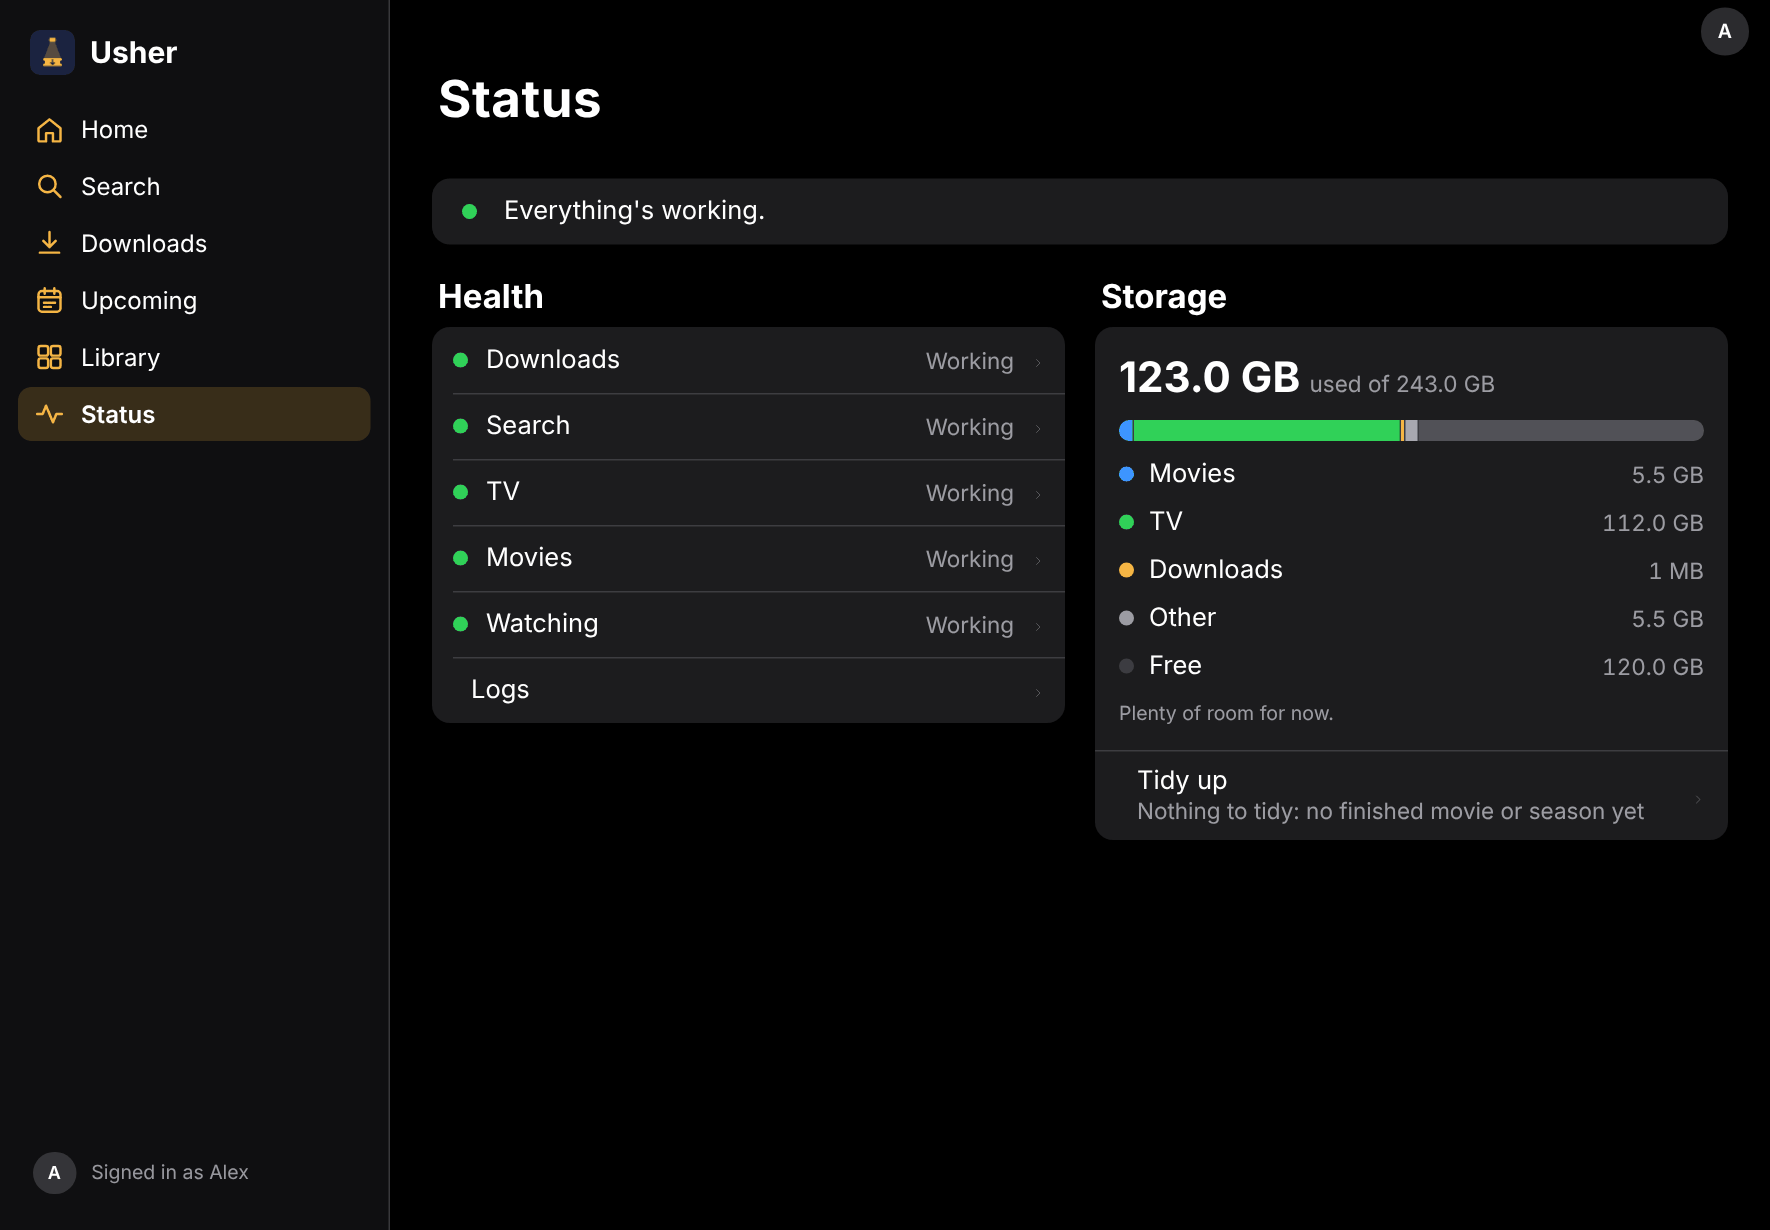 Usher
Home
Search
Downloads
Upcoming
Library
Status
A
Signed in as Alex
A
Status
Everything's working.
Health
Downloads Working
Search Working
TV Working
Movies Working
Watching Working
Logs
Storage
123.0 GB used of 243.0 GB
Movies 5.5 GB
TV 112.0 GB
Downloads 1 MB
Other 5.5 GB
Free 120.0 GB
Plenty of room for now.
Tidy up
Nothing to tidy: no finished movie or season yet